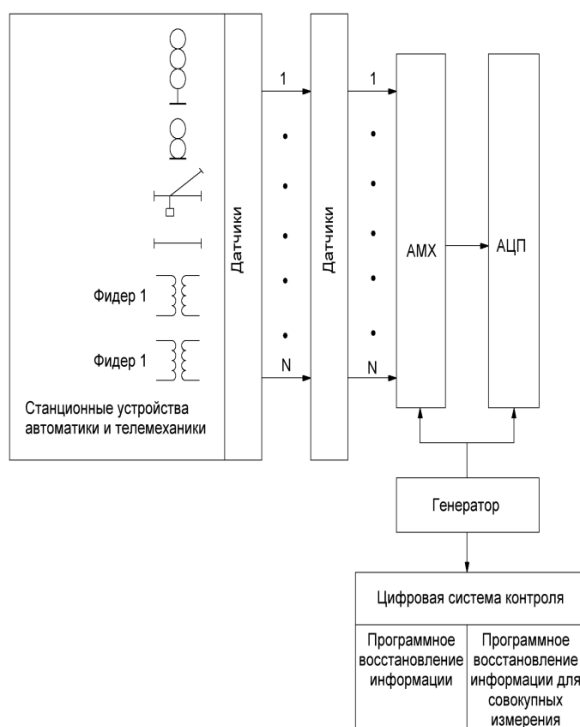 Фидер 1
Фидер 1
Станционные устройства
автоматики и телемеханики
Датчики
1
N
Датчики
1
N
АМХ
АЦП
Генератор
Цифровая система контроля
Программное
восстановление
информации
Программное
восстановление
информации для
совокупных
измерения